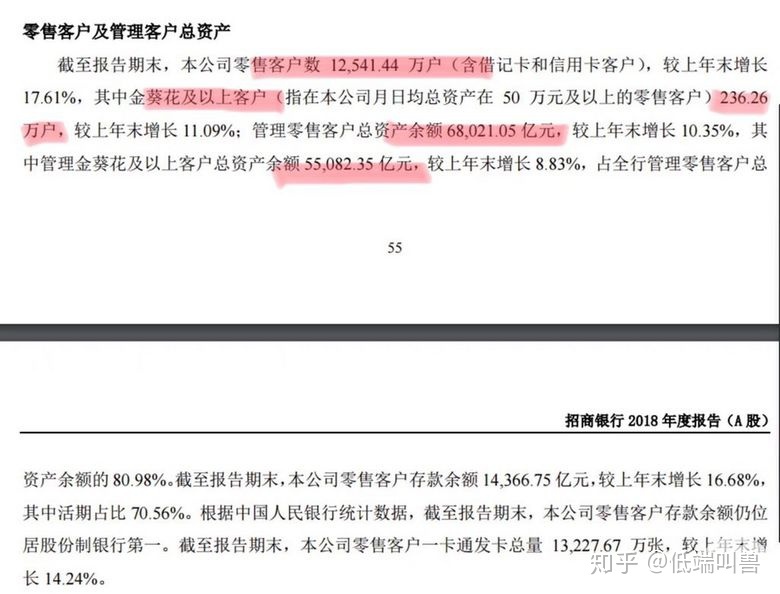 零售客户及管理客户总资产
截至报告期末，本公司零售客户数 12,541.44 万户（含借记卡和信用卡客户），较上年末增长
17.61%，其中金葵花及以上客户（指在本公司月日均总资产在 50 万元及以上的零售客户）236.26
万户，较上年末增长 11.09%；管理零售客户总资产余额 68,021.05 亿元，较上年末增长 10.35%，其
中管理金葵花及以上客户总资产余额 55,082.35 亿元，较上年末增长 8.83%，占全行管理零售客户总
55
招商银行 2018 年度报告（A 股）
资产余额的 80.98%。截至报告期末，本公司零售客户存款余额 14,366.75 亿元，较上年末增长 16.68%，
其中活期占比 70.56%。根据中国人民银行统计数据，截至报告期末，本公司零售客户存款余额仍位
居股份制银行第一。截至报告期末，本公司零售客户一卡通发卡总量 13,227.67 万张，较上年末增
长 14.24%。
知乎 @低端叫兽